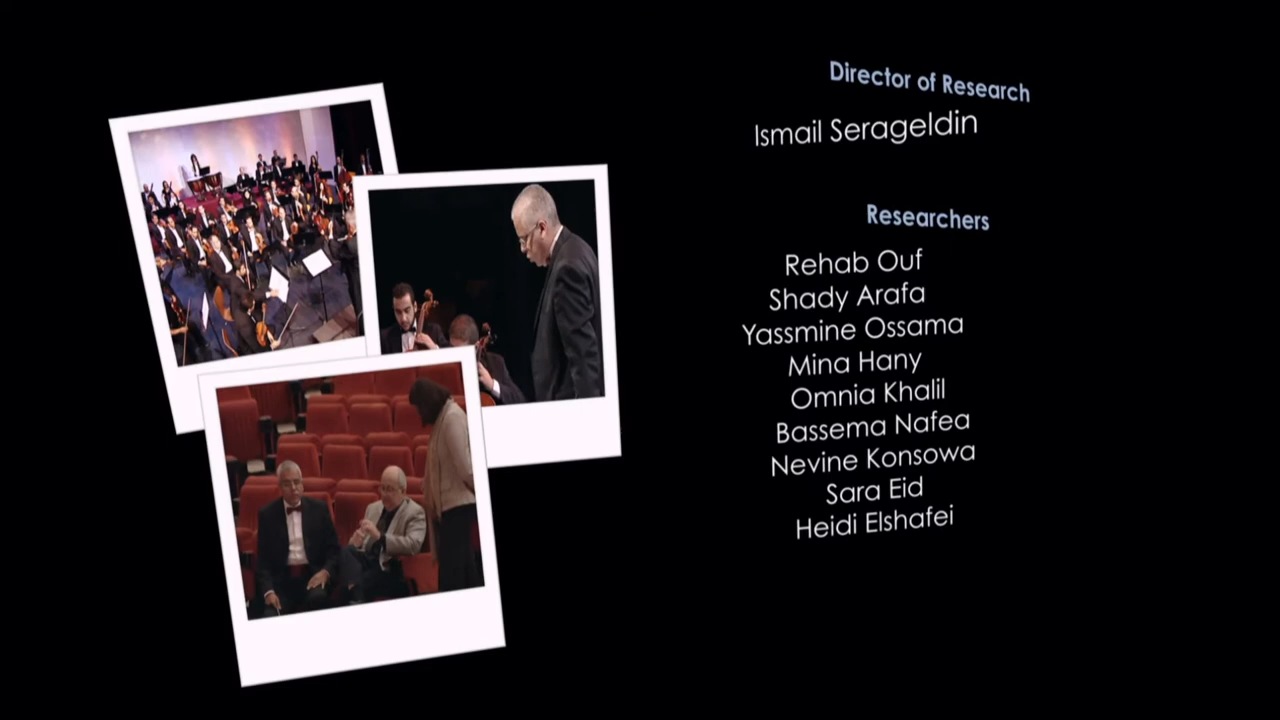 Director of Research
Ismail Serageldin
Researchers
Rehab Ouf
Shady Arafa
Yassmine Ossama
Mina Hany
Omnia Khalil
Bassema Nafea
Nevine Konsowa
Sara Eid
Heidi Elshafei